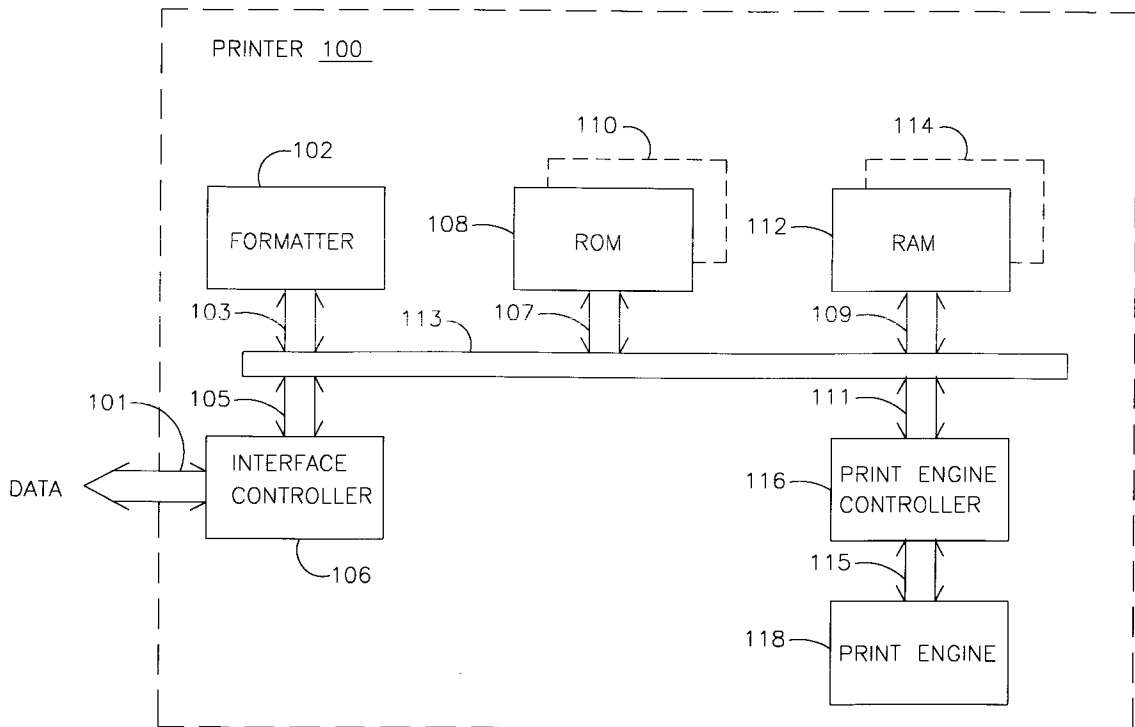 PRINTER 100
110
114
102
108
112
FORMATTER
ROM
RAM
103
113
107
109
101
105
111
DATA
INTERFACE
CONTROLLER
116
PRINT ENGINE
CONTROLLER
106
115
118
PRINT ENGINE